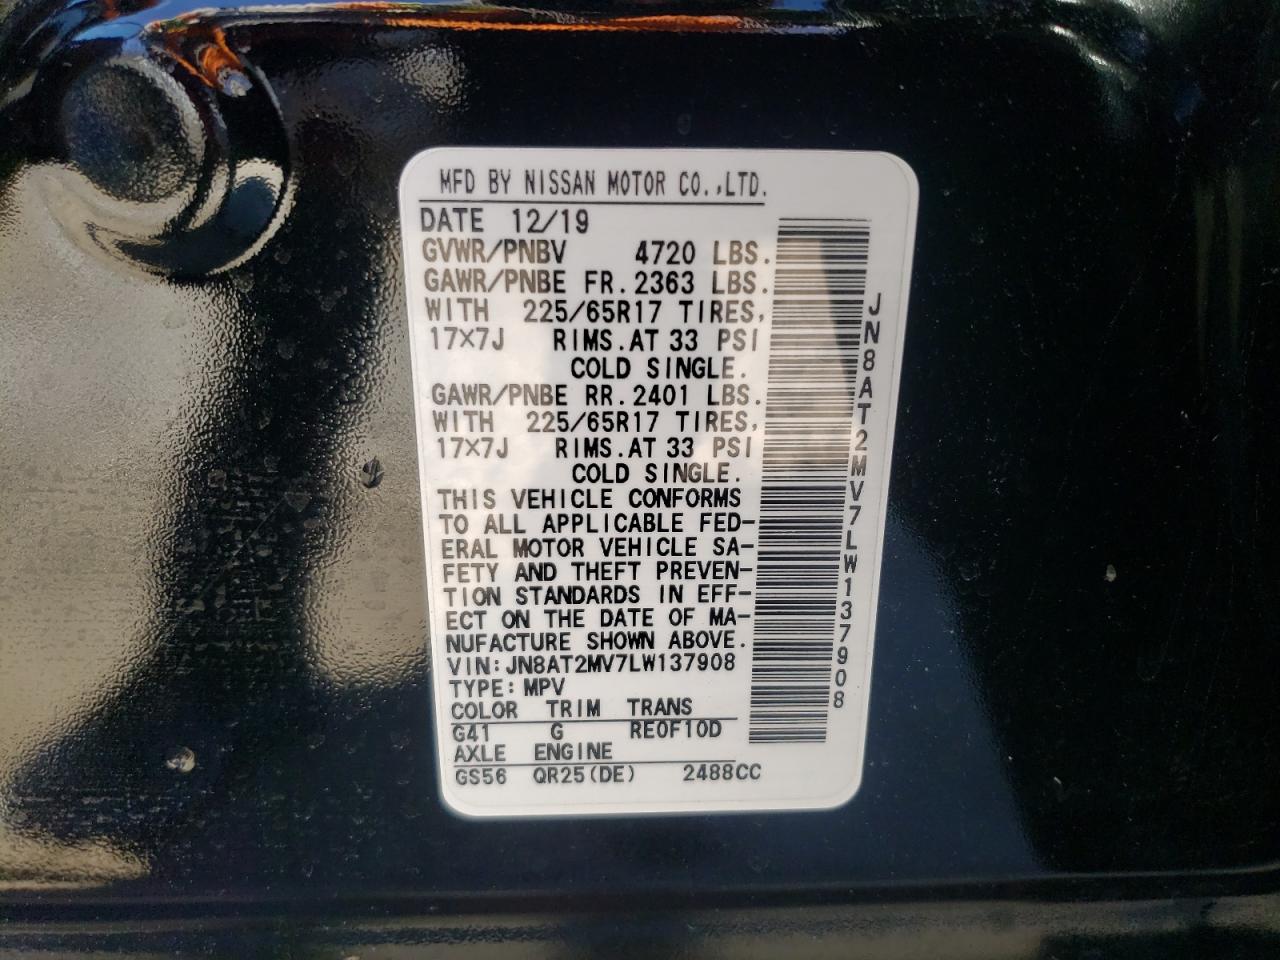 MFD BY NISSAN MOTOR CO.,LTD.
DATE 12/19
GVWR/PNBV 4720 LBS.
GAWR/PNBE FR.2363 LBS.
WITH 225/65R17 TIRES,
17×7J RIMS.AT 33 PSI
COLD SINGLE.
GAWR/PNBE RR.2401 LBS.
WITH 225/65R17 TIRES,
17×7J RIMS.AT 33 PSI
COLD SINGLE.
THIS VEHICLE CONFORMS
TO ALL APPLICABLE FED-
ERAL MOTOR VEHICLE SA-
FETY AND THEFT PREVEN-
TION STANDARDS IN EFF-
ECT ON THE DATE OF MA-
NUFACTURE SHOWN ABOVE.
VIN:JN8AT2MV7LW137908
TYPE:MPV
COLOR TRIM TRANS
G41 G RE0F10D
AXLE ENGINE
GS56 QR25(DE) 2488CC
JN8AT2MV7LW137908